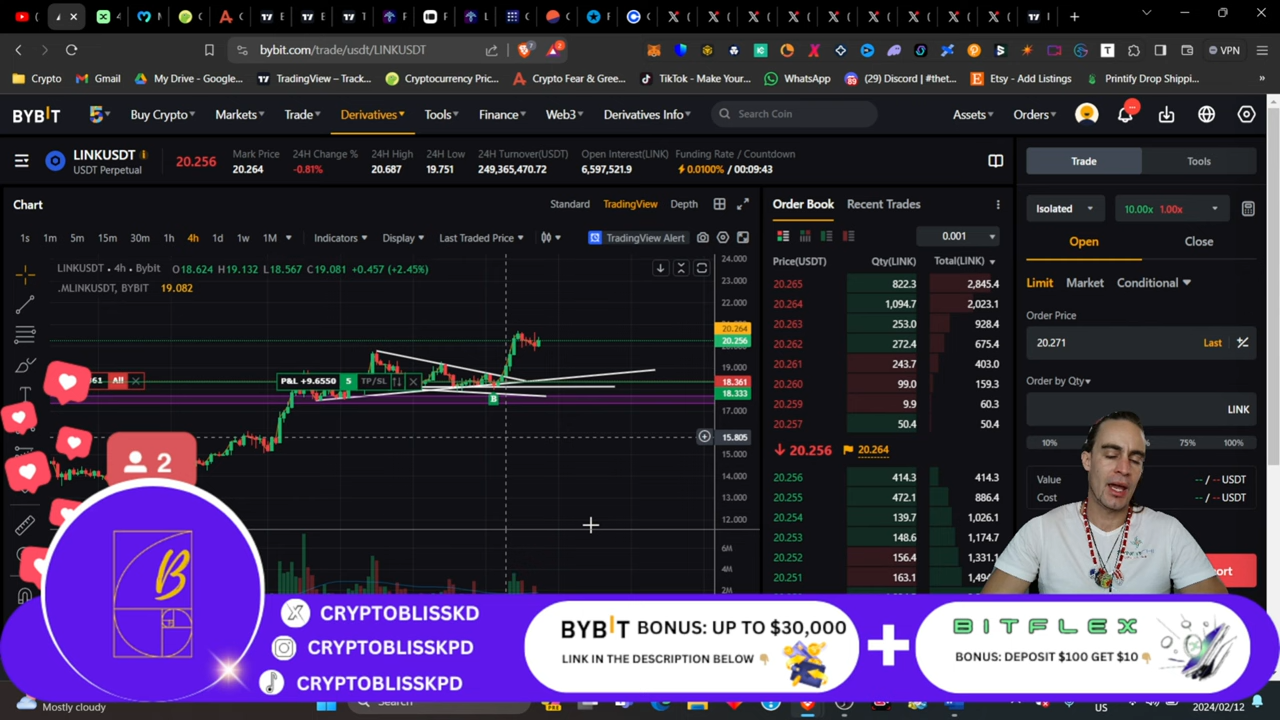 bybit.com/trade/usdt/LINKUSDT
VPN
Crypto
Gmail
My Drive - Google...
TradingView – Track...
Cryptocurrency Pric...
Crypto Fear & Gree...
TikTok - Make Your...
WhatsApp
(29) Discord | #thet...
Etsy - Add Listings
Printify Drop Shippi...
BYBIT
Buy Crypto
Markets
Trade
Derivatives
Tools
Finance
Web3
Derivatives Info
Search Coin
Assets
Orders
LINKUSDT
USDT Perpetual
20.256
Mark Price
20.264
24H Change %
-0.81%
24H High
20.687
24H Low
19.751
24H Turnover(USDT)
249,365,470.72
Open Interest(LINK)
6,597,521.9
Funding Rate / Countdown
0.0100% / 00:09:43
Trade
Tools
Chart
Standard
TradingView
Depth
Order Book
Recent Trades
Isolated
10.00x 1.00x
1s
1m
5m
15m
30m
1h
4h
1d
1w
1M
Indicators
Display
Last Traded Price
TradingView Alert
0.001
Open
Close
LINKUSDT · 4h · Bybit O18.624 H19.132 L18.567 C19.081 +0.457 (+2.45%)
.MLINKUSDT, BYBIT 19.082
24.000
23.000
22.000
20.264
20.256
19.000
18.361
18.333
17.000
15.805
15.000
14.000
13.000
12.000
6M
4M
2M
P&L +9.6550 5 TP/SL
61 All
B
Price(USDT) Qty(LINK) Total(LINK)
20.265 822.3 2,845.4
20.264 1,094.7 2,023.1
20.263 253.0 928.4
20.262 272.4 675.4
20.261 243.7 403.0
20.260 99.0 159.3
20.259 9.9 60.3
20.257 50.4 50.4
20.256 20.264
20.256 414.3 414.3
20.255 472.1 886.4
20.254 139.7 1,026.1
20.253 148.6 1,174.7
20.252 156.4 1,331.1
20.251 163.1
Limit
Market
Conditional
Order Price
20.271
Last
Order by Qty
LINK
10%
75%
100%
Value -- / -- USDT
Cost -- / -- USDT
2
B
CRYPTOBLISSKD
CRYPTOBLISSKPD
CRYPTOBLISSKPD
BYBIT BONUS: UP TO $30,000
LINK IN THE DESCRIPTION BELOW
BITFLEX
BONUS: DEPOSIT $100 GET $10
Mostly cloudy
Search
US
2024/02/12